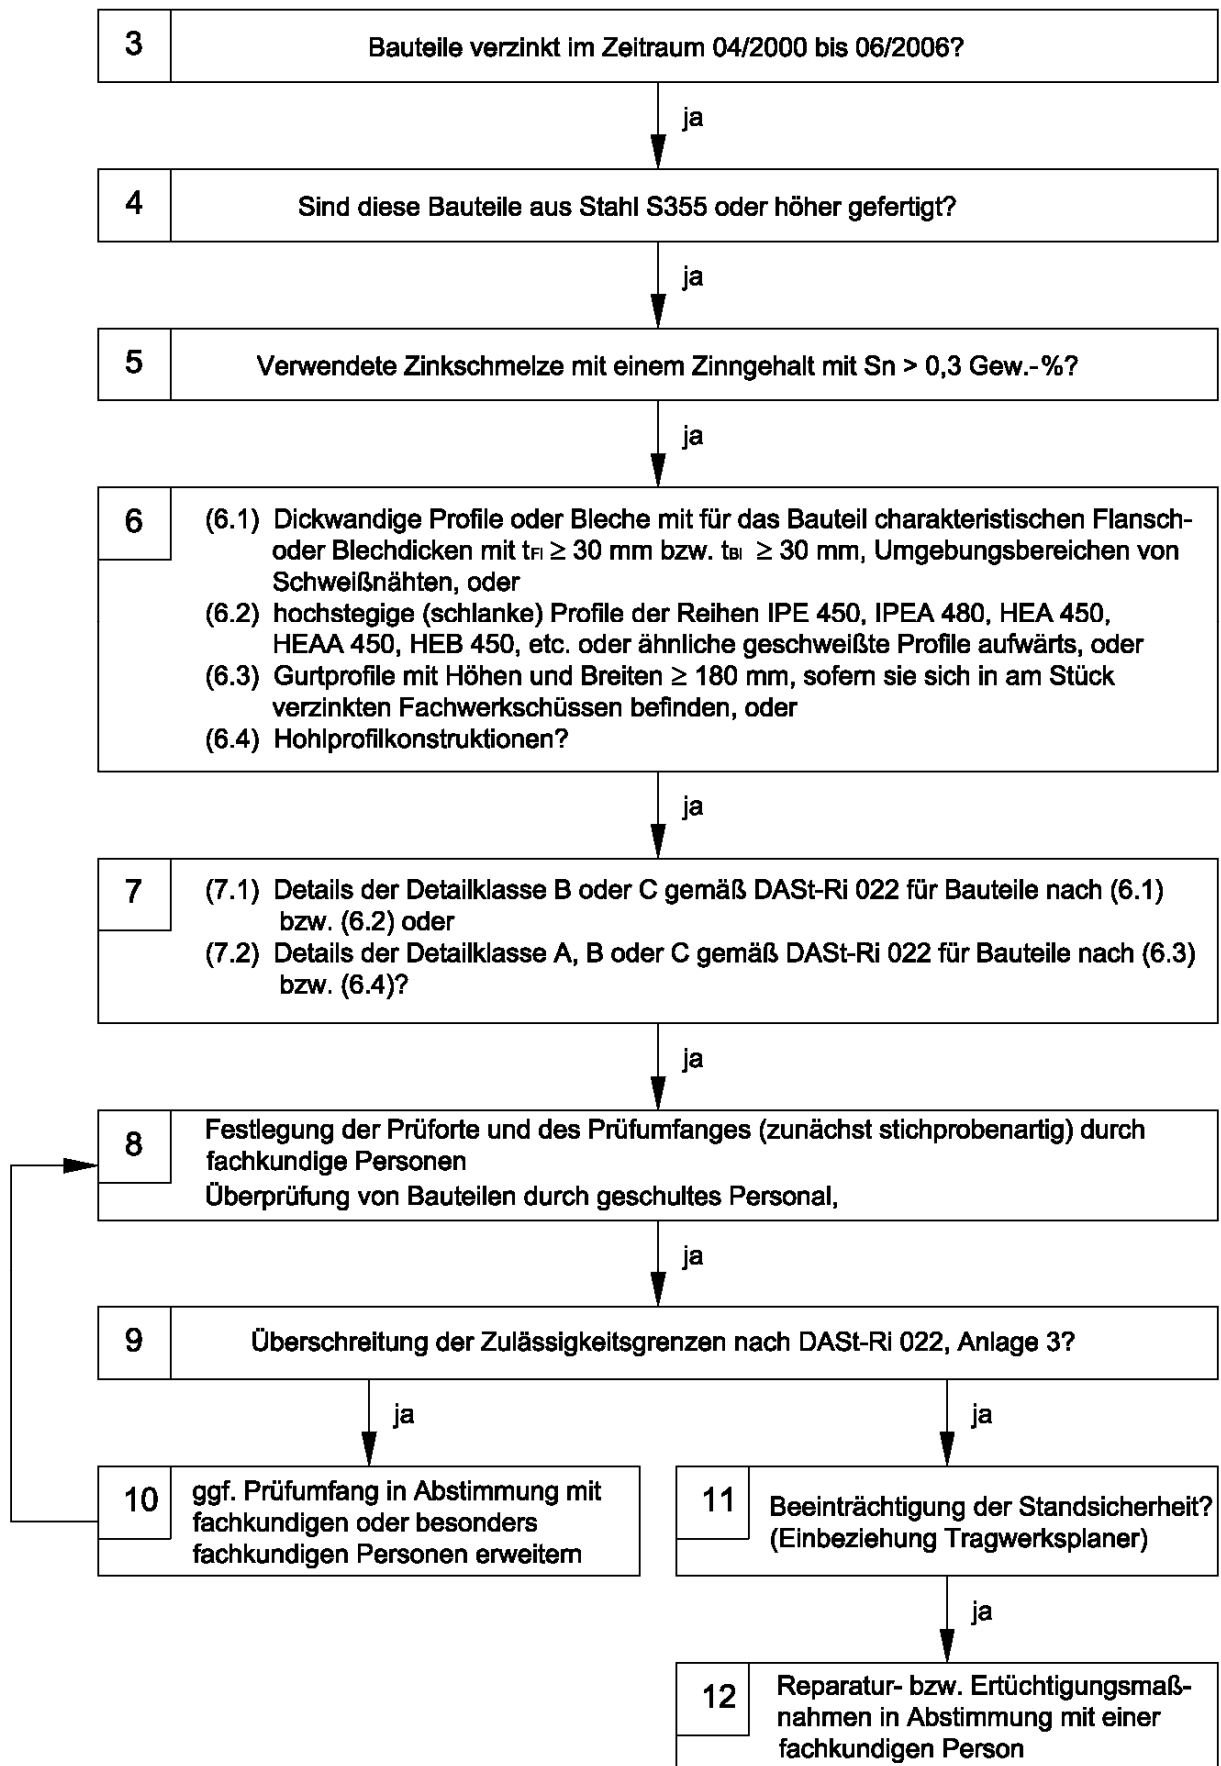 3
Bauteile verzinkt im Zeitraum 04/2000 bis 06/2006?
ja
4
Sind diese Bauteile aus Stahl S355 oder höher gefertigt?
ja
5
Verwendete Zinkschmelze mit einem Zinngehalt mit Sn > 0,3 Gew.-%?
ja
6
(6.1) Dickwandige Profile oder Bleche mit für das Bauteil charakteristischen Flansch-
oder Blechdicken mit tFl ≥ 30 mm bzw. tBl ≥ 30 mm, Umgebungsbereichen von
Schweißnähten, oder
(6.2) hochstegige (schlanke) Profile der Reihen IPE 450, IPEA 480, HEA 450,
HEAA 450, HEB 450, etc. oder ähnliche geschweißte Profile aufwärts, oder
(6.3) Gurtprofile mit Höhen und Breiten ≥ 180 mm, sofern sie sich in am Stück
verzinkten Fachwerkschüssen befinden, oder
(6.4) Hohlprofilkonstruktionen?
ja
7
(7.1) Details der Detailklasse B oder C gemäß DASt-Ri 022 für Bauteile nach (6.1)
bzw. (6.2) oder
(7.2) Details der Detailklasse A, B oder C gemäß DASt-Ri 022 für Bauteile nach (6.3)
bzw. (6.4)?
ja
8
Festlegung der Prüforte und des Prüfumfanges (zunächst stichprobenartig) durch
fachkundige Personen
Überprüfung von Bauteilen durch geschultes Personal,
ja
9
Überschreitung der Zulässigkeitsgrenzen nach DASt-Ri 022, Anlage 3?
ja
ja
10
ggf. Prüfumfang in Abstimmung mit
fachkundigen oder besonders
fachkundigen Personen erweitern
11
Beeinträchtigung der Standsicherheit?
(Einbeziehung Tragwerksplaner)
ja
12
Reparatur- bzw. Ertüchtigungsmaß-
nahmen in Abstimmung mit einer
fachkundigen Person